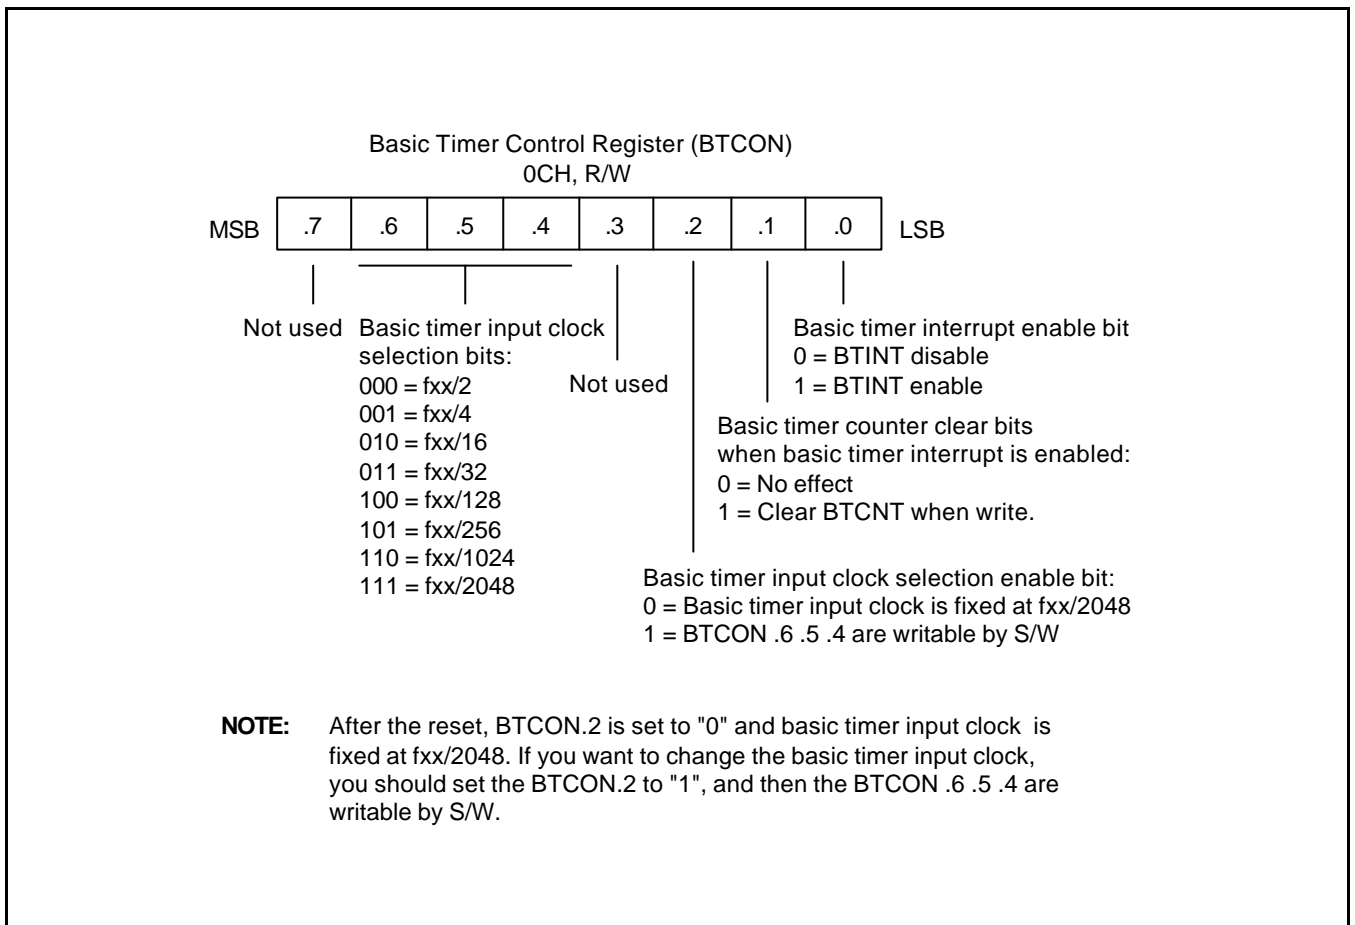 Basic Timer Control Register (BTCON)
0CH, R/W
MSB .7 .6 .5 .4 .3 .2 .1 .0 LSB
Not used
Basic timer input clock
selection bits:
000 = fxx/2
001 = fxx/4
010 = fxx/16
011 = fxx/32
100 = fxx/128
101 = fxx/256
110 = fxx/1024
111 = fxx/2048
Not used
Basic timer interrupt enable bit
0 = BTINT disable
1 = BTINT enable
Basic timer counter clear bits
when basic timer interrupt is enabled:
0 = No effect
1 = Clear BTCNT when write.
Basic timer input clock selection enable bit:
0 = Basic timer input clock is fixed at fxx/2048
1 = BTCON .6 .5 .4 are writable by S/W
NOTE: After the reset, BTCON.2 is set to "0" and basic timer input clock is
fixed at fxx/2048. If you want to change the basic timer input clock,
you should set the BTCON.2 to "1", and then the BTCON .6 .5 .4 are
writable by S/W.